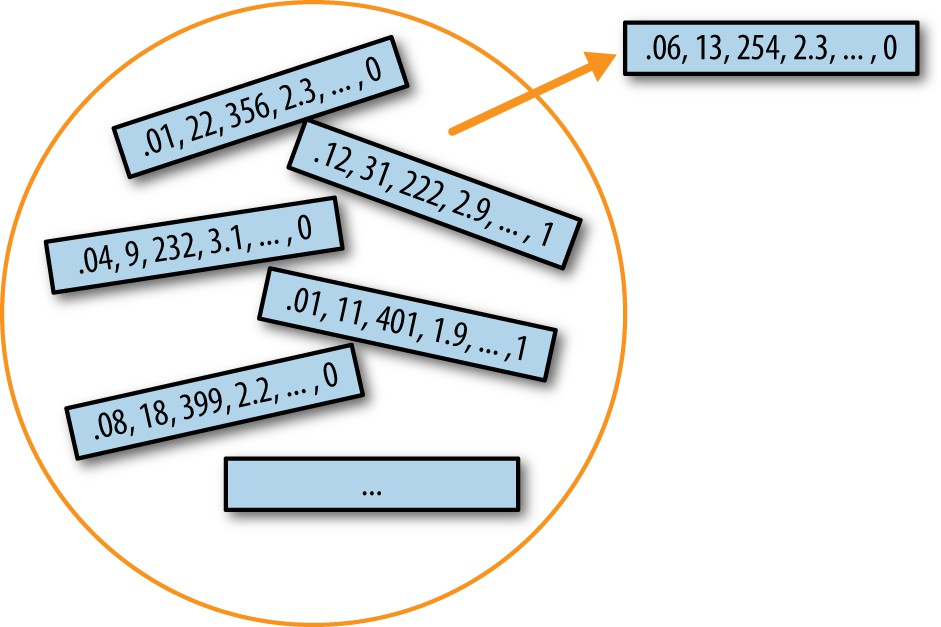 .06, 13, 254, 2.3, ... , 0
.01, 22, 356, 2.3, ... , 0
.12, 31, 222, 2.9, ... , 1
.04, 9, 232, 3.1, ... , 0
.01, 11, 401, 1.9, ... ,1
.08, 18, 399, 2.2, ... , 0
...